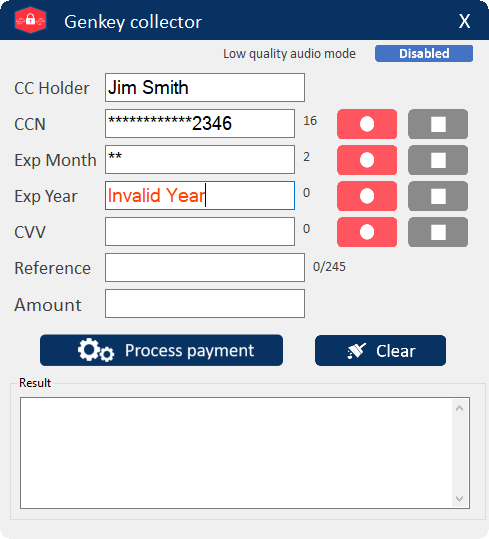 Genkey collector X
Low quality audio mode Disabled
CC Holder Jim Smith
CCN ************2346 16
Exp Month ** 2
Exp Year Invalid Year 0
CVV 0
Reference 0/245
Amount
Process payment Clear
Result